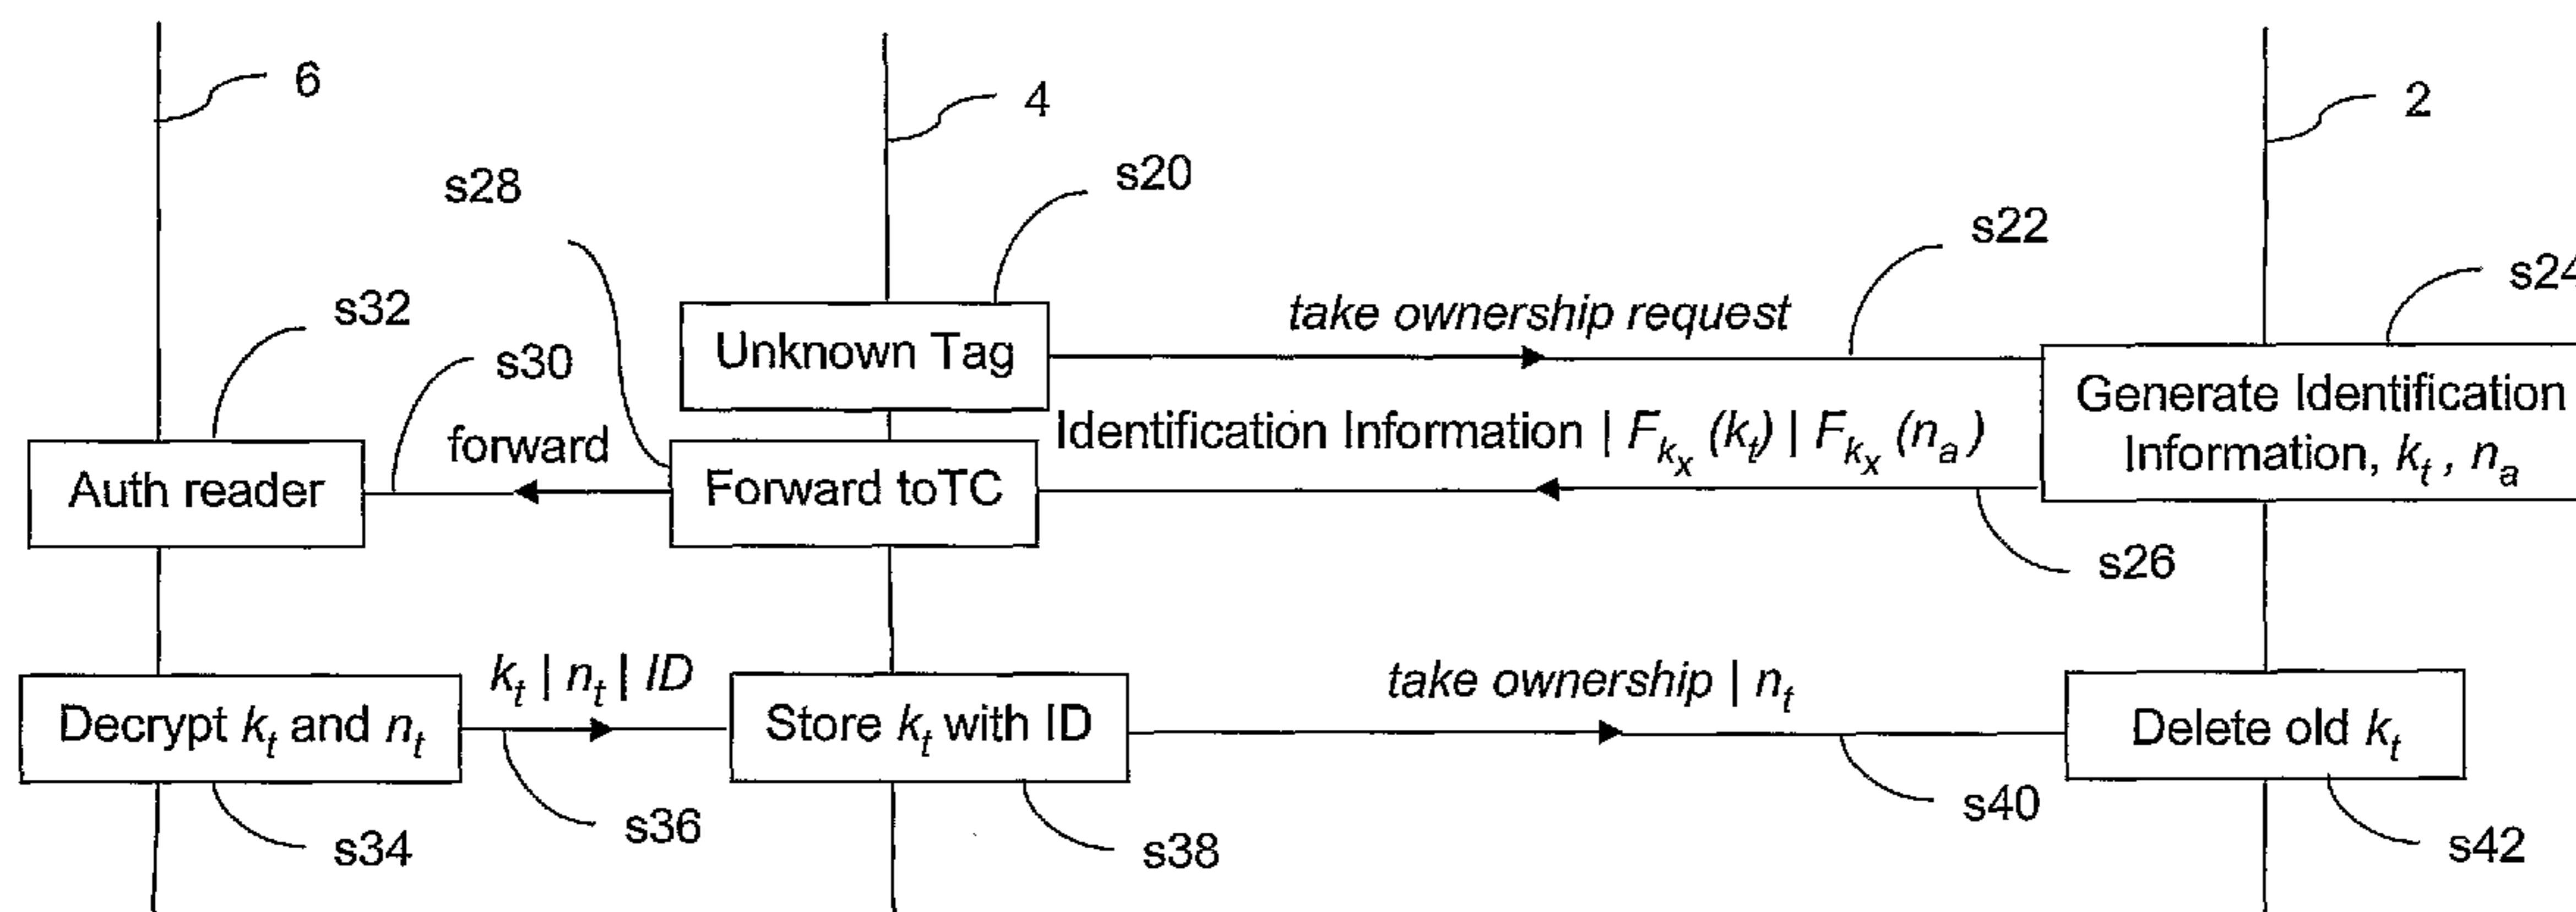 6
4
2
s28
s20
s22
s24
s32
s30
take ownership request
Unknown Tag
Generate Identification
Information, k_t , n_a
forward
Identification Information | F_{k_x} (k_t) | F_{k_x} (n_a )
Auth reader
Forward toTC
s26
k_t | n_t | ID
take ownership | n_t
Decrypt k_t and n_t
Store k_t with ID
Delete old k_t
s36
s40
s34
s38
s42